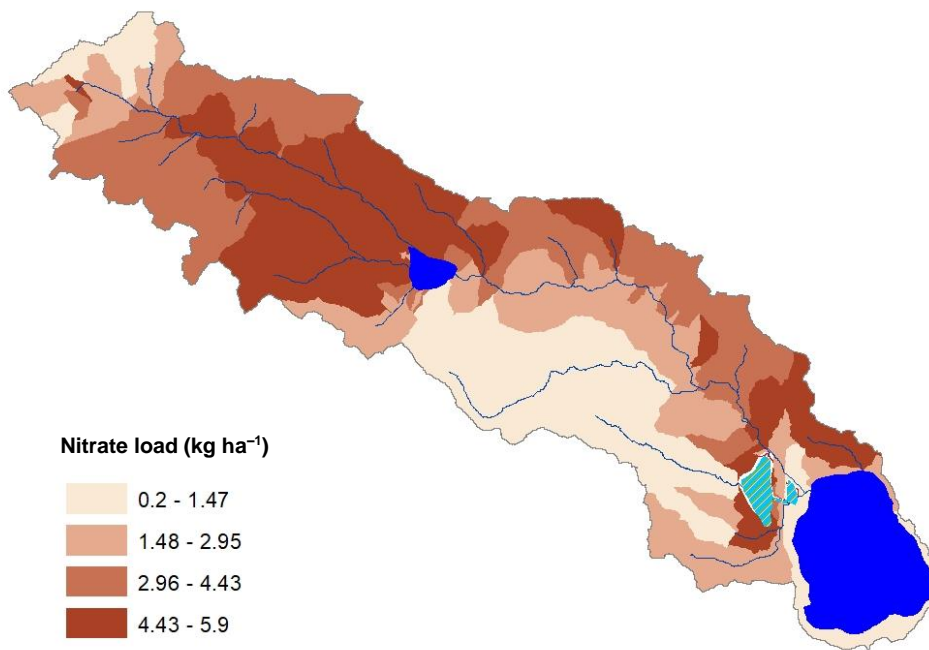 Nitrate load (kg ha⁻¹)
0.2 - 1.47
1.48 - 2.95
2.96 - 4.43
4.43 - 5.9